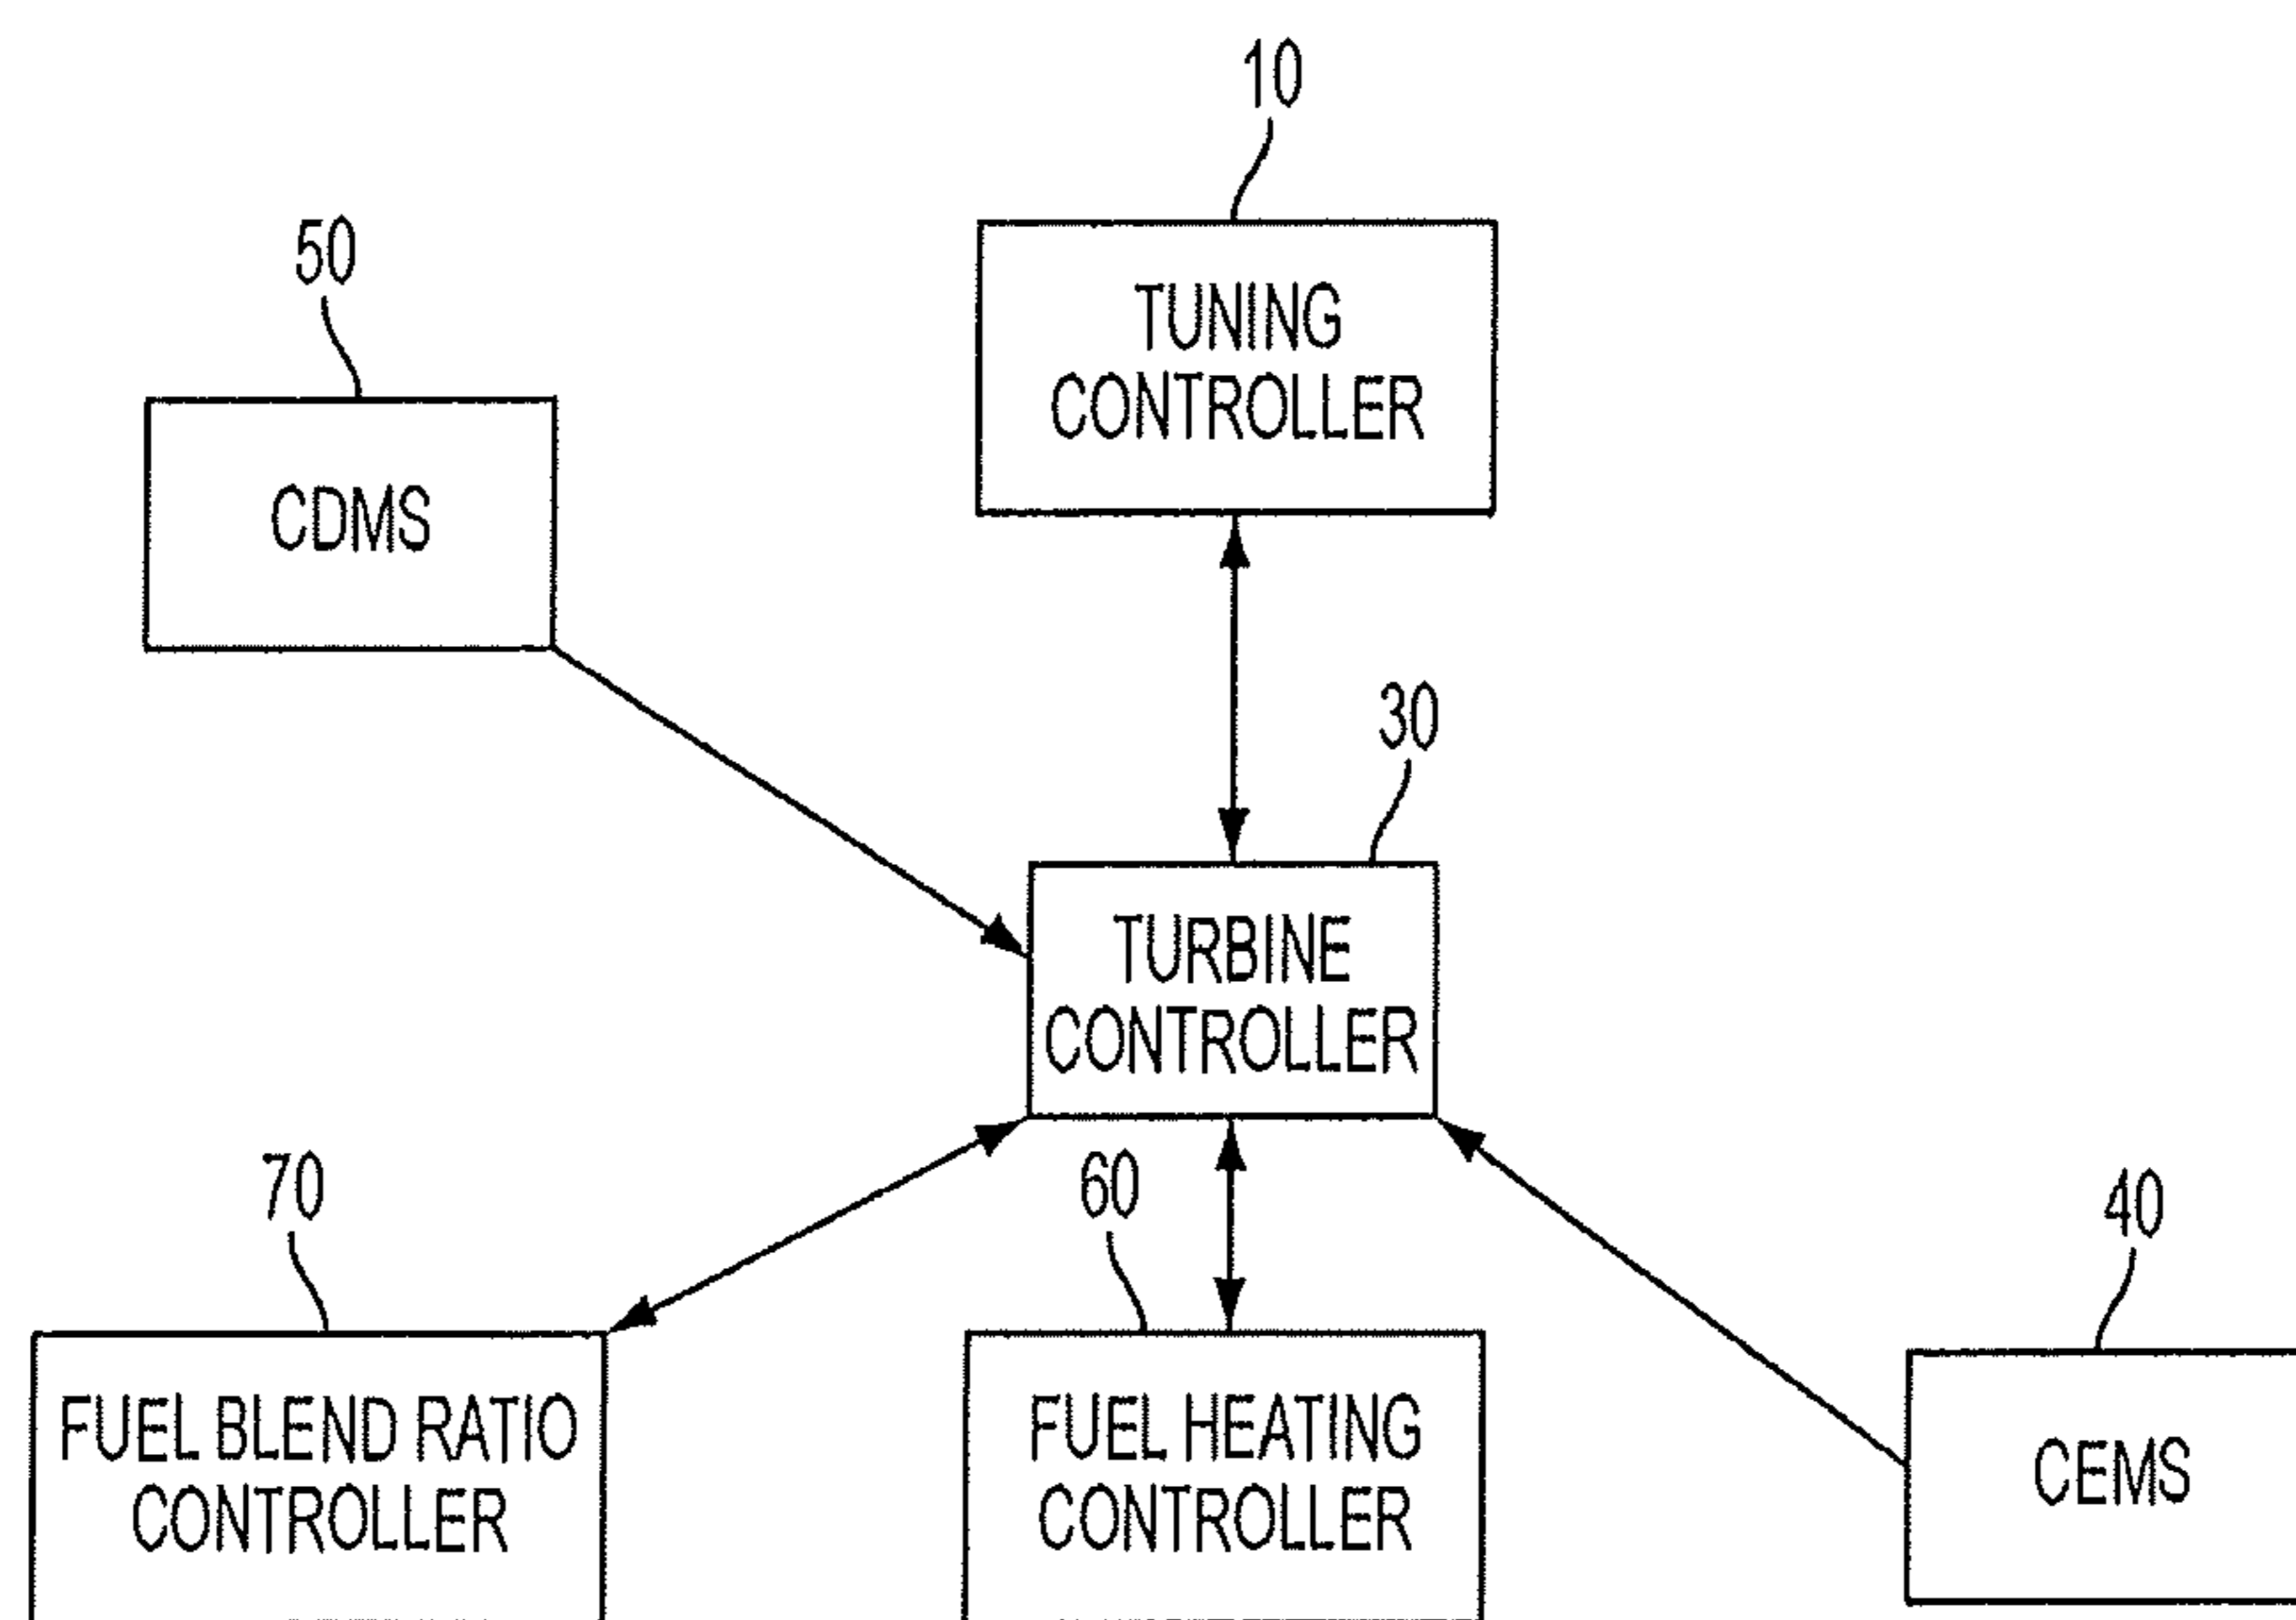 10
50
TUNING
CONTROLLER
CDMS
30
TURBINE
CONTROLLER
70
60
40
FUEL BLEND RATIO
CONTROLLER
FUEL HEATING
CONTROLLER
CEMS